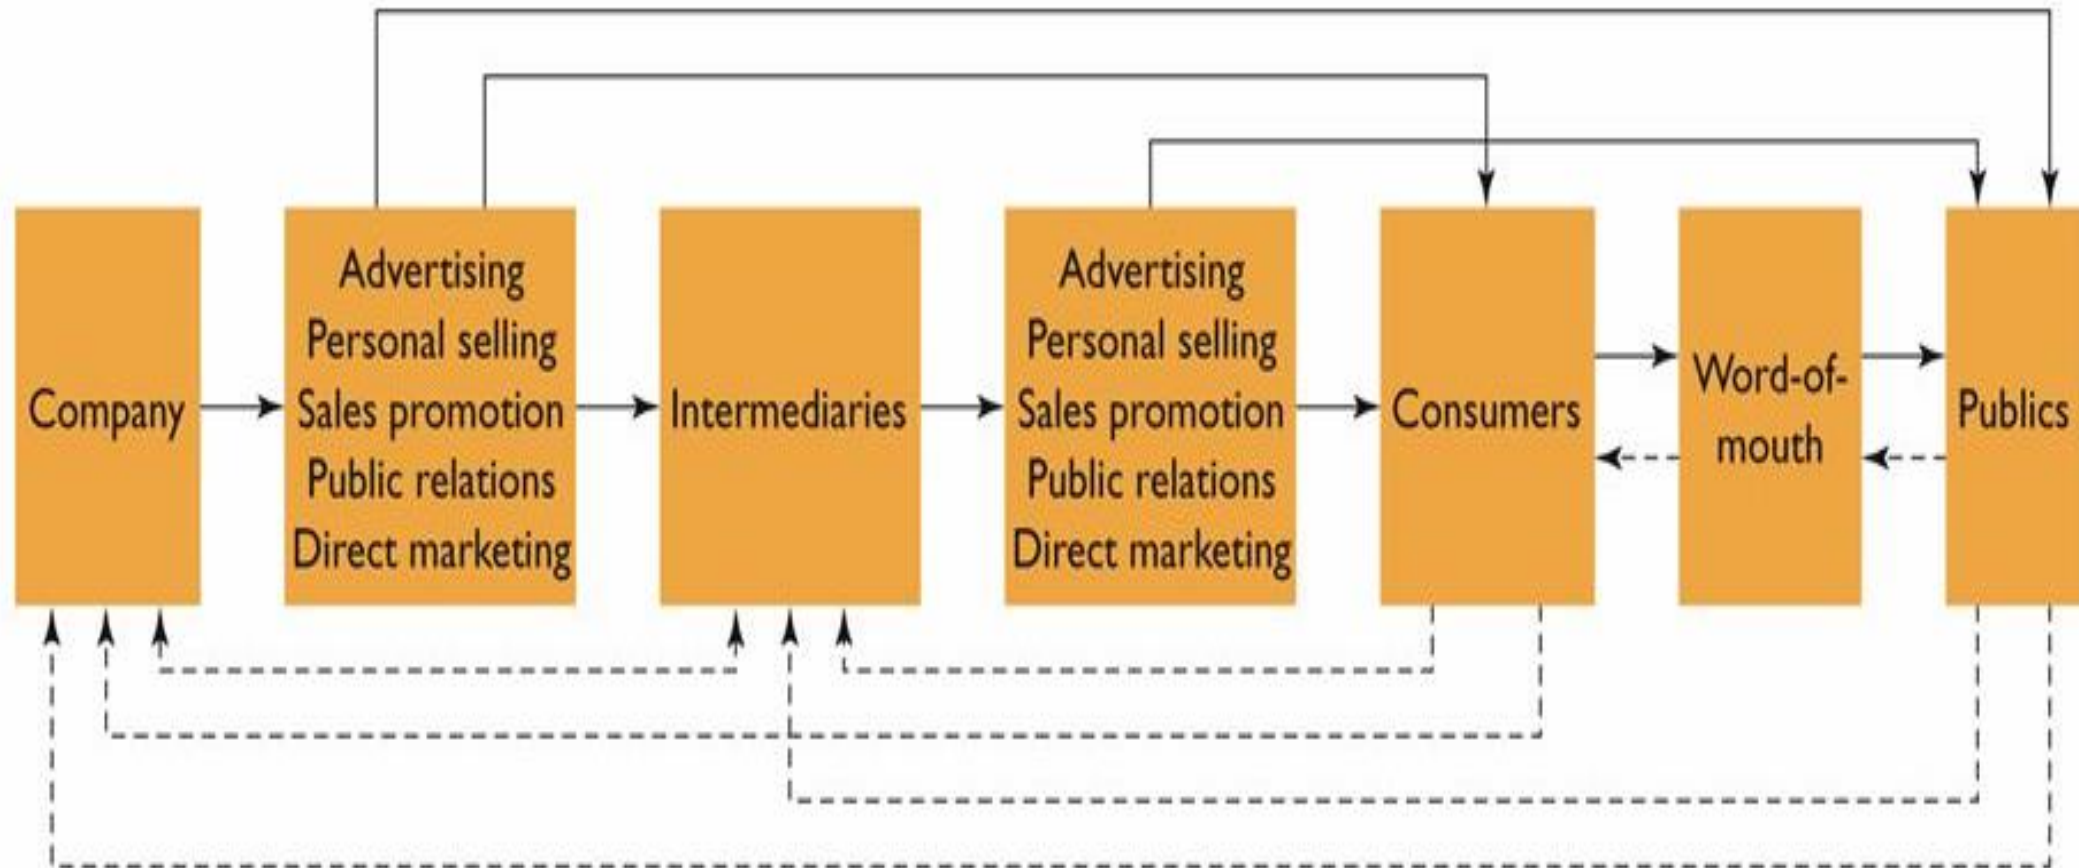 Company
Advertising
Personal selling
Sales promotion
Public relations
Direct marketing
Intermediaries
Advertising
Personal selling
Sales promotion
Public relations
Direct marketing
Consumers
Word-of-
mouth
Publics